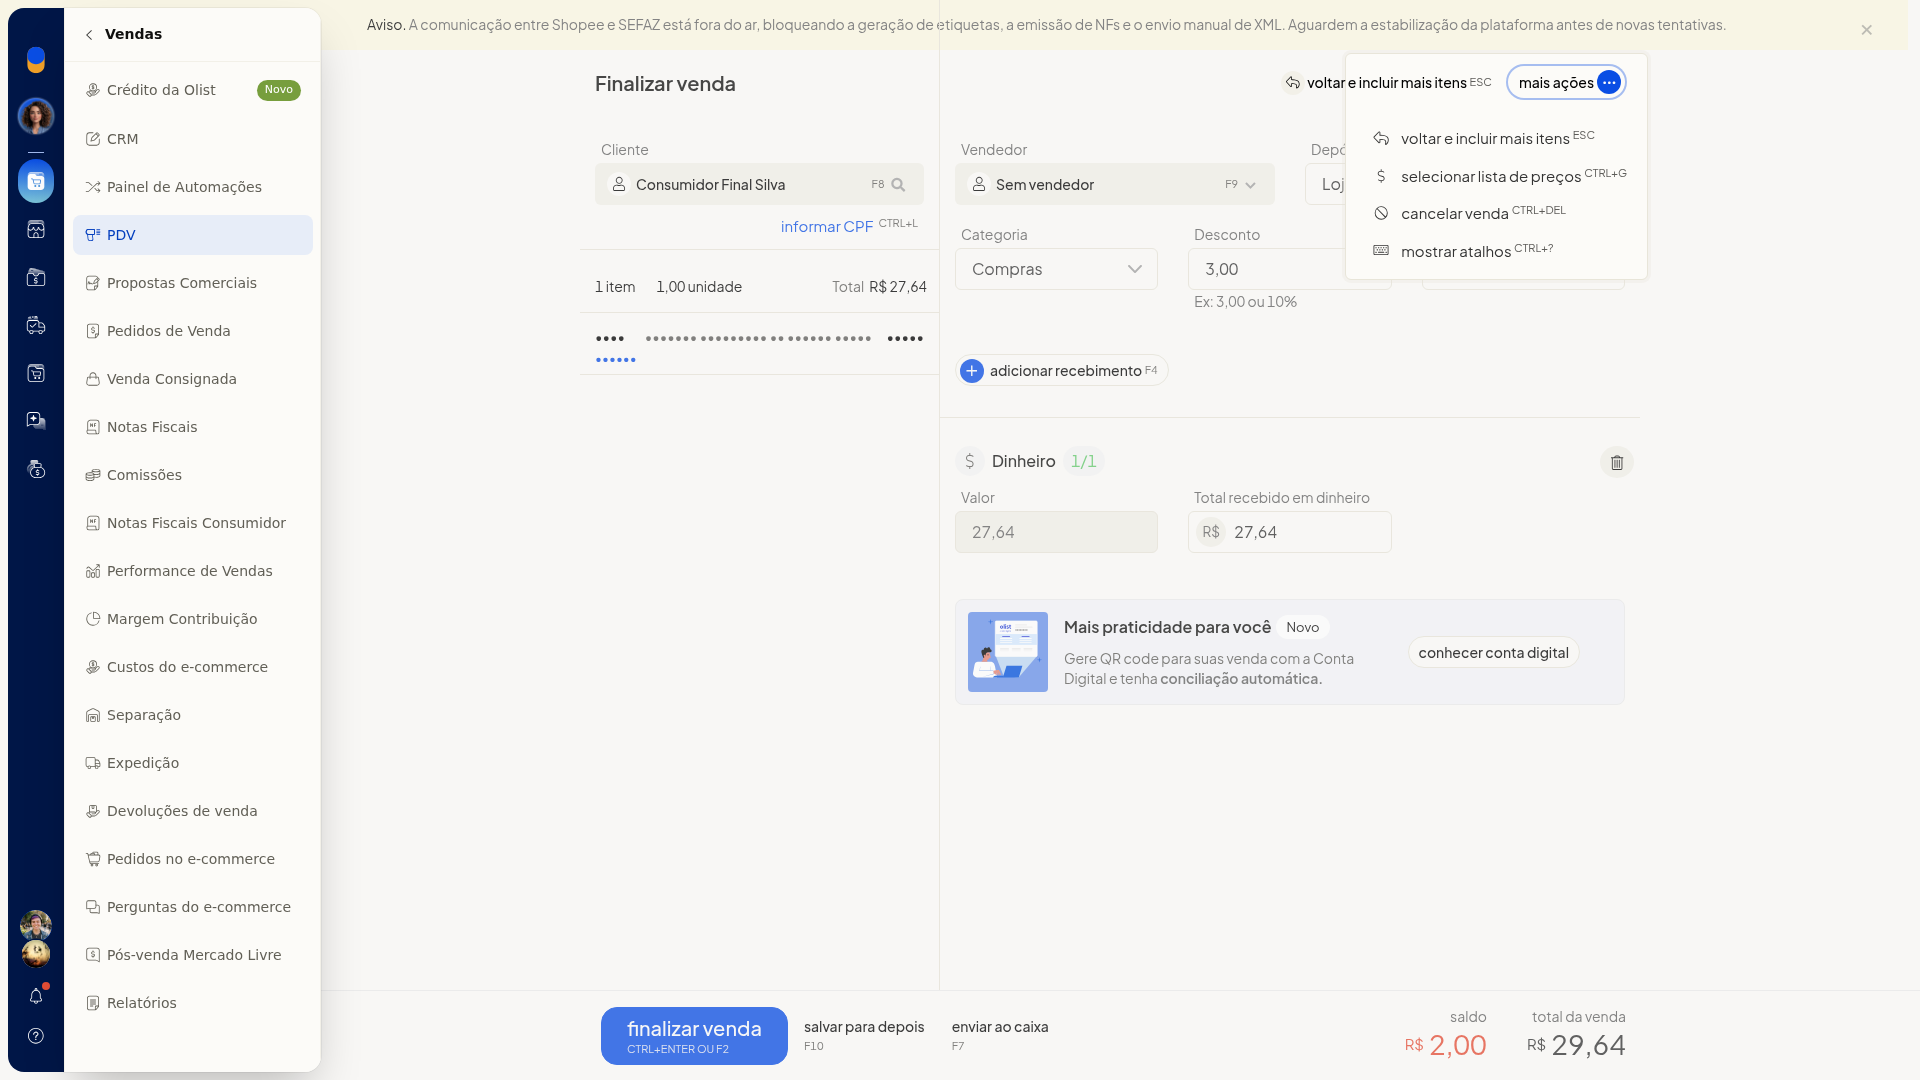 Aviso. A comunicação entre Shopee e SEFAZ está fora do ar, bloqueando a geração de etiquetas, a emissão de NFs e o envio manual de XML. Aguardem a estabilização da plataforma antes de novas tentativas.
Vendas
Crédito da Olist Novo
CRM
Painel de Automações
PDV
Propostas Comerciais
Pedidos de Venda
Venda Consignada
Notas Fiscais
Comissões
Notas Fiscais Consumidor
Performance de Vendas
Margem Contribuição
Custos do e-commerce
Separação
Expedição
Devoluções de venda
Pedidos no e-commerce
Perguntas do e-commerce
Pós-venda Mercado Livre
Relatórios
Finalizar venda
voltar e incluir mais itens ESC
mais ações
voltar e incluir mais itens ESC
selecionar lista de preços CTRL+G
cancelar venda CTRL+DEL
mostrar atalhos CTRL+?
Cliente
Consumidor Final Silva F8
informar CPF CTRL+L
1 item 1,00 unidade Total R$ 27,64
Vendedor
Sem vendedor F9
Categoria
Compras
Desconto
3,00
Ex: 3,00 ou 10%
adicionar recebimento F4
$ Dinheiro 1/1
Valor
27,64
Total recebido em dinheiro
R$ 27,64
olist
Mais praticidade para você Novo
Gere QR code para suas venda com a Conta
Digital e tenha conciliação automática.
conhecer conta digital
finalizar venda
CTRL+ENTER OU F2
salvar para depois
F10
enviar ao caixa
F7
saldo
R$ 2,00
total da venda
R$ 29,64